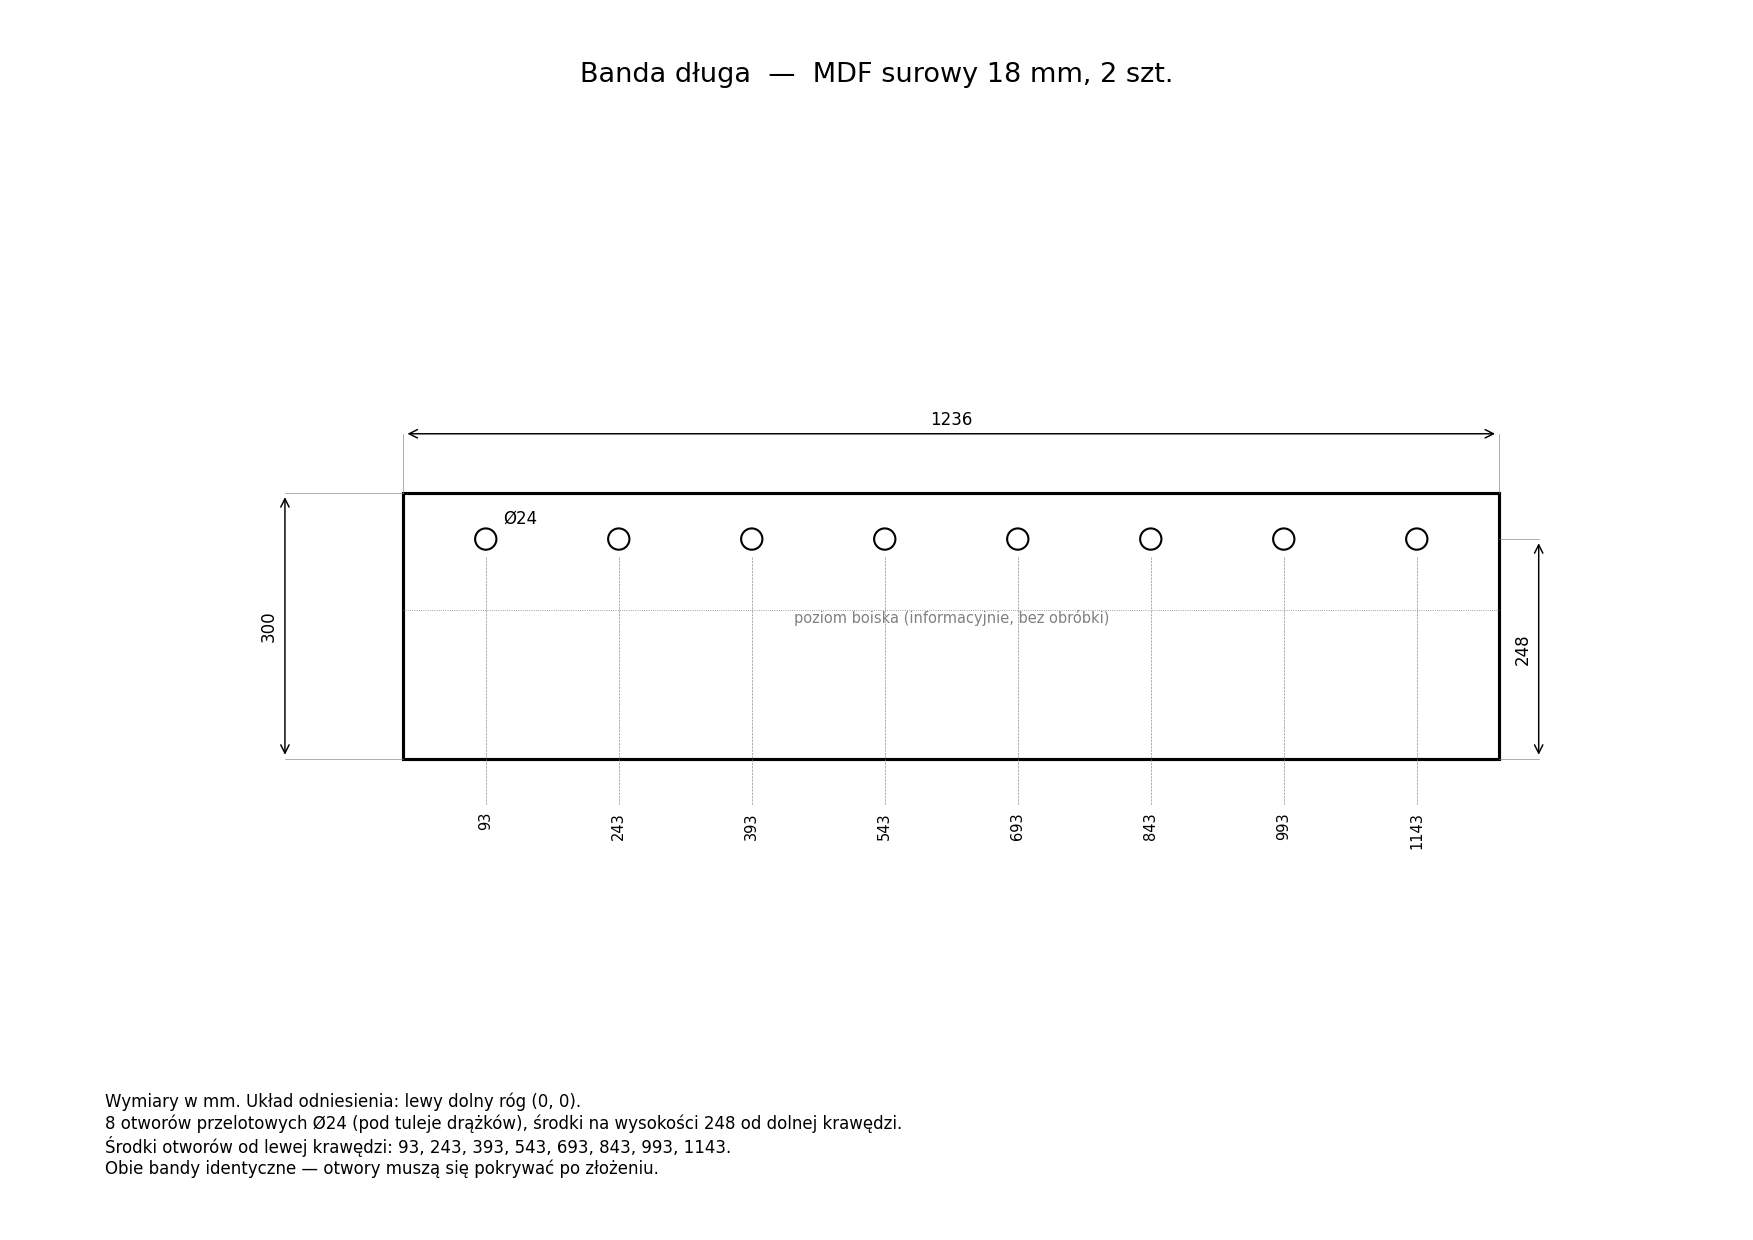 Banda długa — MDF surowy 18 mm, 2 szt.
1236
Ø24
300
poziom boiska (informacyjnie, bez obróbki)
248
93
243
393
543
693
843
993
1143
Wymiary w mm. Układ odniesienia: lewy dolny róg (0, 0).
8 otworów przelotowych Ø24 (pod tuleje drążków), środki na wysokości 248 od dolnej krawędzi.
Środki otworów od lewej krawędzi: 93, 243, 393, 543, 693, 843, 993, 1143.
Obie bandy identyczne — otwory muszą się pokrywać po złożeniu.